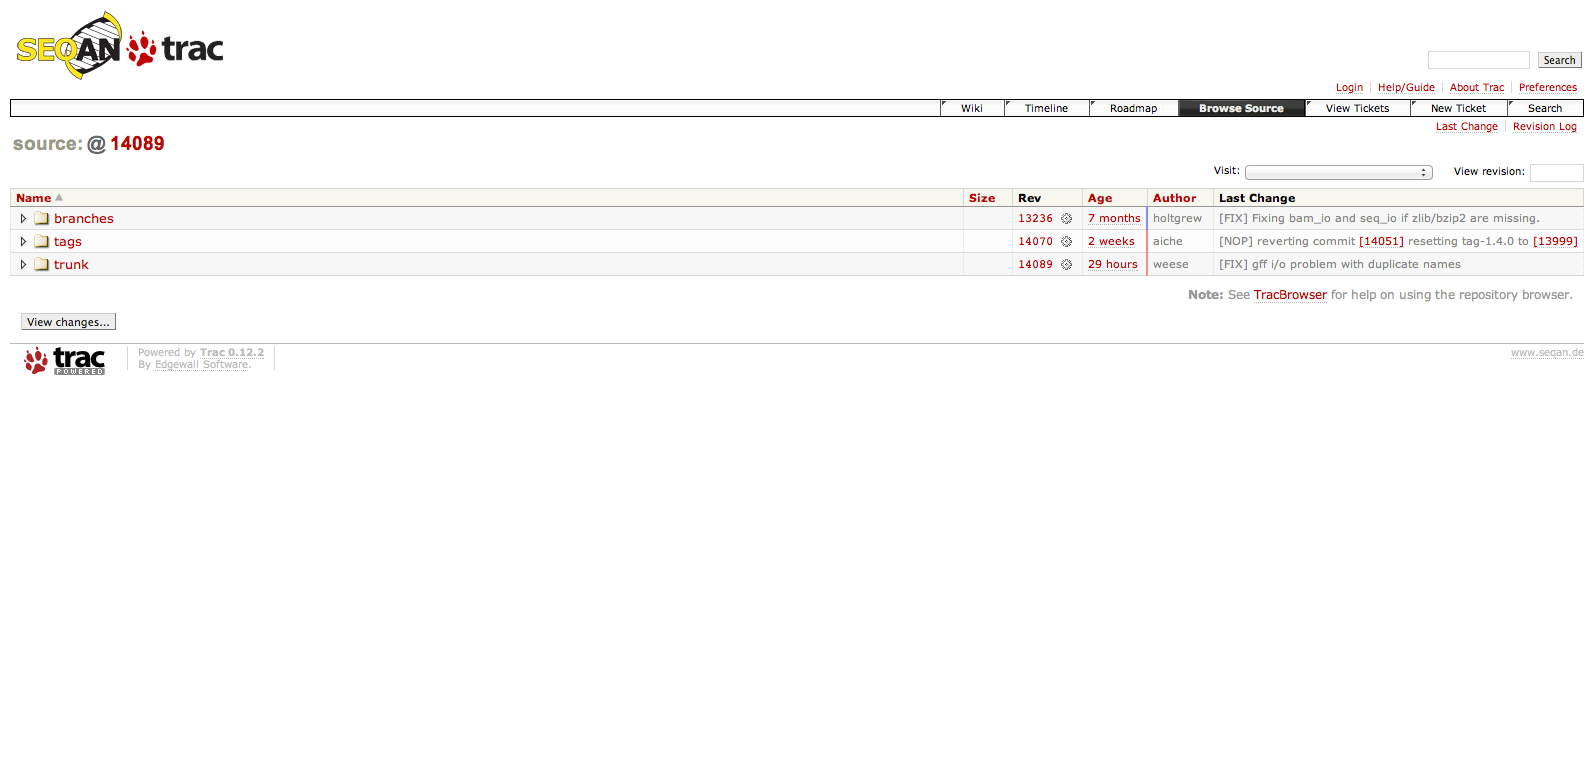 SEQAN trac
Search
Login Help/Guide About Trac Preferences
Wiki Timeline Roadmap Browse Source View Tickets New Ticket Search
Last Change Revision Log
source: @ 14089
Visit: View revision:
Name Size Rev Age Author Last Change
branches 13236 7 months holtgrew [FIX] Fixing bam_io and seq_io if zlib/bzip2 are missing.
tags 14070 2 weeks aiche [NOP] reverting commit [14051] resetting tag-1.4.0 to [13999]
trunk 14089 29 hours weese [FIX] gff i/o problem with duplicate names
Note: See TracBrowser for help on using the repository browser.
View changes...
trac POWERED
Powered by Trac 0.12.2
By Edgewall Software.
www.seqan.de